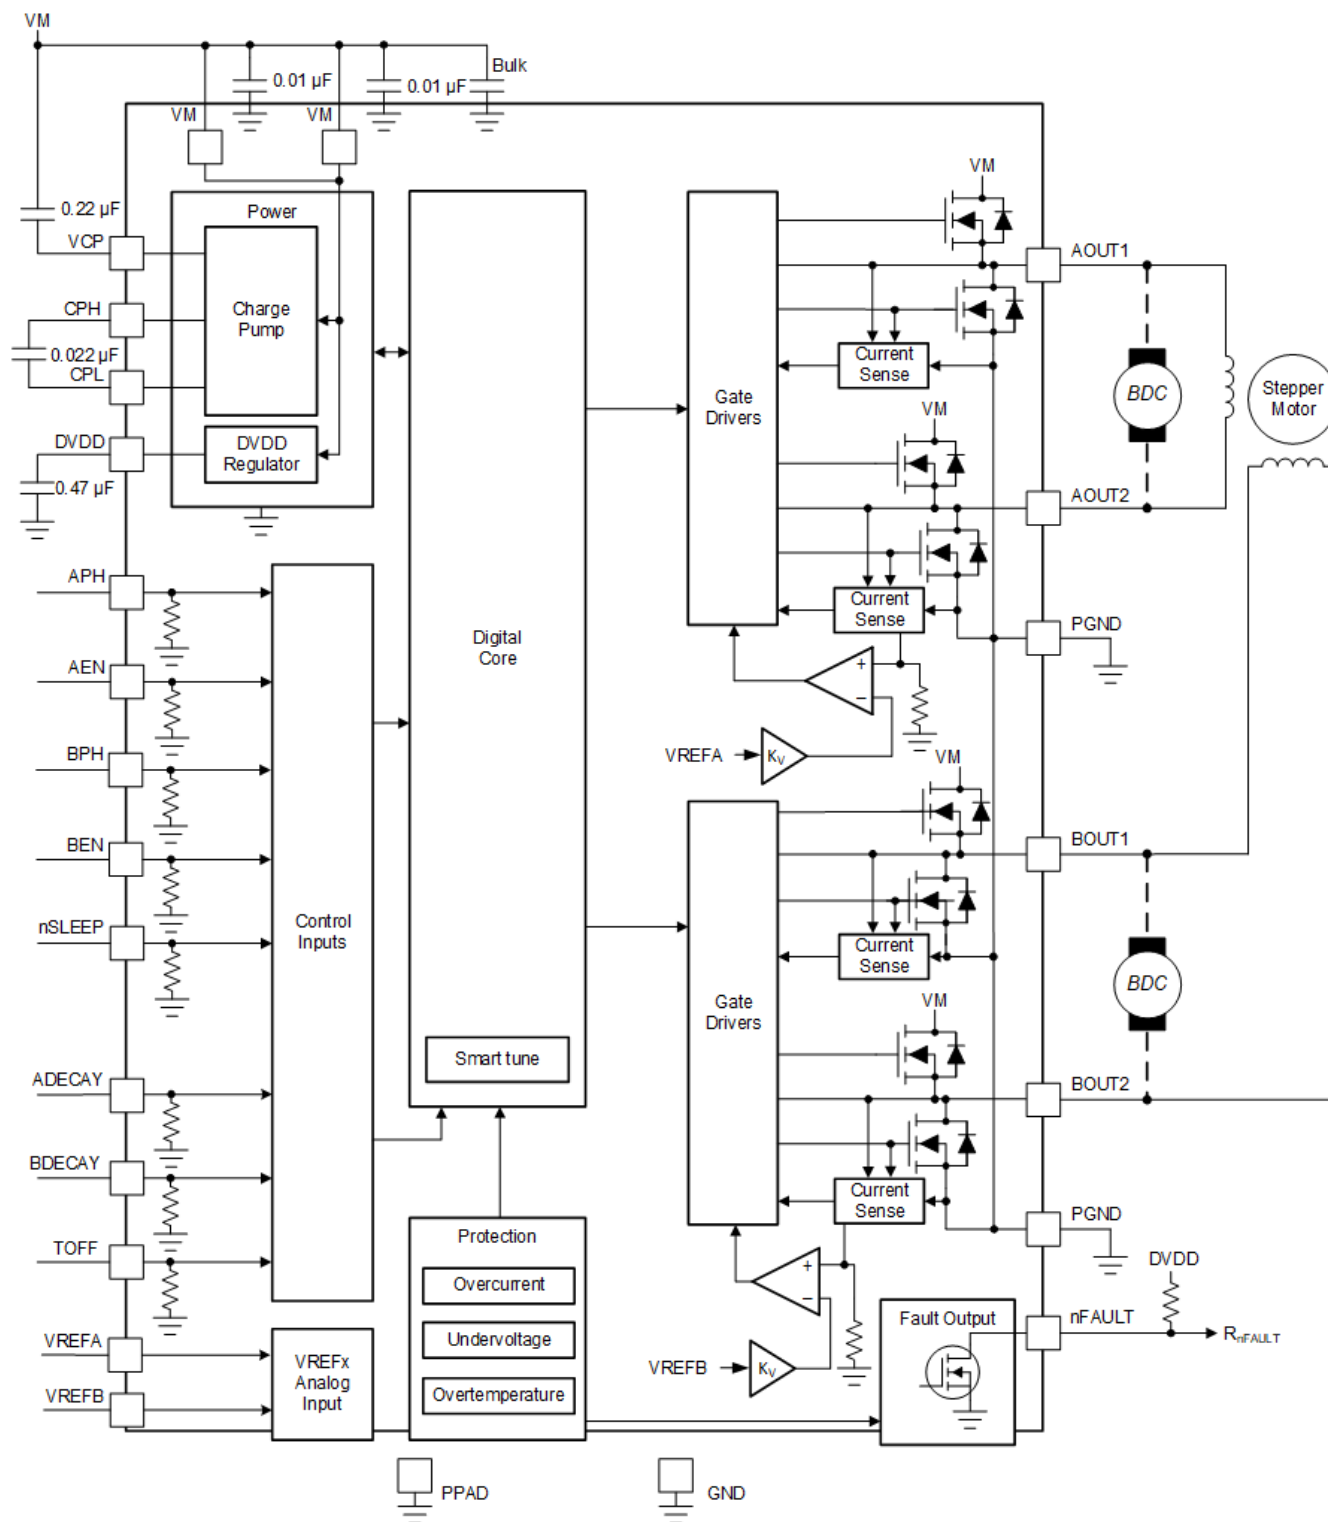 VM
0.01 µF
0.01 µF
Bulk
VM
VM
0.22 µF
Power
VCP
CPH
Charge
Pump
0.022 µF
CPL
DVDD
DVDD
Regulator
0.47 µF
APH
AEN
BPH
BEN
nSLEEP
Control
Inputs
ADECAY
BDECAY
TOFF
VREFA
VREFB
VREFx
Analog
Input
Digital
Core
Smart tune
Protection
Overcurrent
Undervoltage
Overtemperature
Gate
Drivers
VM
AOUT1
Current
Sense
VM
AOUT2
Current
Sense
PGND
+
−
VREFA
KV
BDC
Stepper
Motor
Gate
Drivers
VM
BOUT1
Current
Sense
VM
BOUT2
Current
Sense
PGND
+
−
VREFB
KV
BDC
DVDD
Fault Output
nFAULT
RnFAULT
PPAD
GND